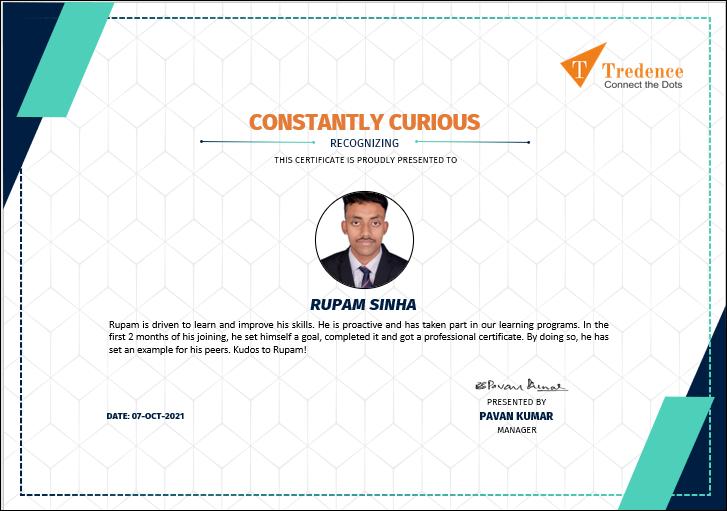 T Tredence
Connect the Dots
CONSTANTLY CURIOUS
RECOGNIZING
THIS CERTIFICATE IS PROUDLY PRESENTED TO
RUPAM SINHA
Rupam is driven to learn and improve his skills. He is proactive and has taken part in our learning programs. In the
first 2 months of his joining, he set himself a goal, completed it and got a professional certificate. By doing so, he has
set an example for his peers. Kudos to Rupam!
Pavan Kumar
PRESENTED BY
DATE: 07-OCT-2021
PAVAN KUMAR
MANAGER